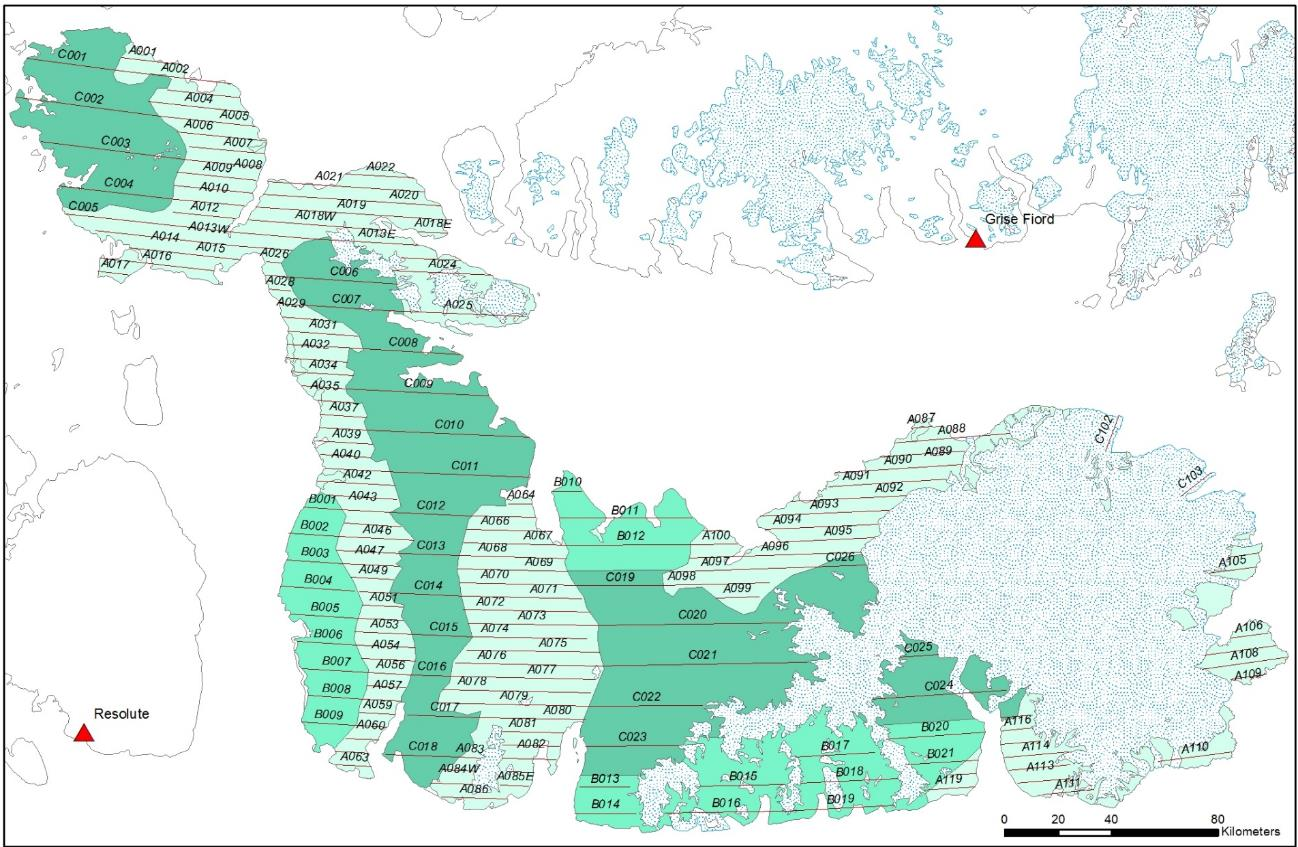 C001
A001
A002
C002
A004
A005
A006
C003
A007
A008
A009
C004
A010
C005
A012
A013W
A014
A015
A016
A017
A022
A021
A020
A019
A018W
A018E
A013E
A026
A024
C006
A028
A025
C007
A029
A031
A032
C008
A034
A035
C009
A037
C010
A039
A040
C011
A042
Grise Fiord
A087
A088
C102
A089
A090
A091
C103
A092
B010
A064
B001
A043
A093
C012
B011
A094
B002
A046
A066
A067
B012
A100
A095
B003
A047
C013
A068
A096
A049
A069
A097
C026
A105
B004
A070
C019
A098
C014
A071
A099
A051
B005
A072
A073
C020
A053
C015
A074
A106
B006
A054
A075
C025
B007
A056
C016
A076
C021
A108
A077
A109
B008
A057
A078
C024
A059
A079
C022
B009
C017
A080
A060
Resolute
A081
B020
A116
C023
C018
A083
A082
B017
A114
A110
A063
B021
A084W
A085E
B013
B015
B018
A113
A119
A086
B014
B016
B019
A111
0 20 40 80
Kilometers